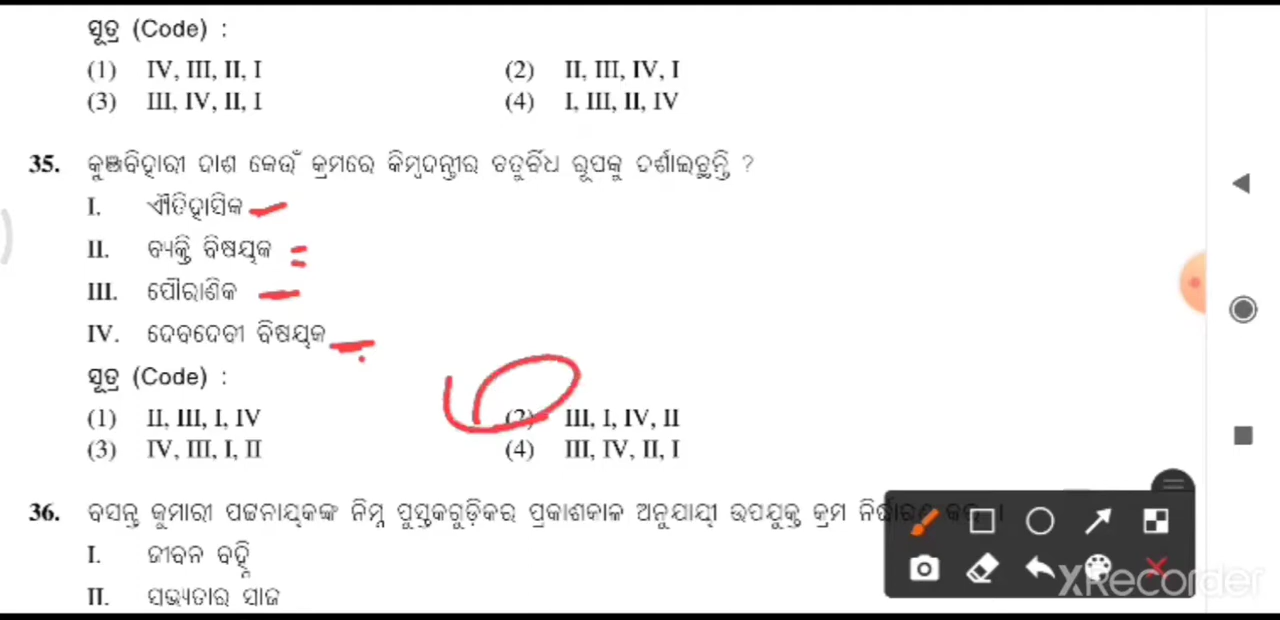 ସୂତ୍ର (Code) :
(1) IV, III, II, I (2) II, III, IV, I
(3) III, IV, II, I (4) I, III, II, IV
35. କୁଞ୍ଜବିହାରୀ ଦାଶ କେଉଁ କ୍ରମରେ କିମ୍ବଦନ୍ତୀର ଚତୁର୍ବିଧ ରୂପକୁ ଦର୍ଶାଇଛନ୍ତି ?
I. ଐତିହାସିକ
II. ବ୍ୟକ୍ତି ବିଷୟକ
III. ପୌରାଣିକ
IV. ଦେବଦେବୀ ବିଷୟକ
ସୂତ୍ର (Code) :
(1) II, III, I, IV (2) III, I, IV, II
(3) IV, III, I, II (4) III, IV, II, I
36. ବସନ୍ତ କୁମାରୀ ପଟ୍ଟନାୟକଙ୍କ ନିମ୍ନ ପୁସ୍ତକଗୁଡ଼ିକର ପ୍ରକାଶକାଳ ଅନୁଯାୟୀ ଉପଯୁକ୍ତ କ୍ରମ
I. ଜୀବନ ବହ୍ନି
II. ସଭ୍ୟତାର ସାଜ
XRecorder